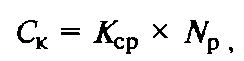 Cк = Kср × Nр,